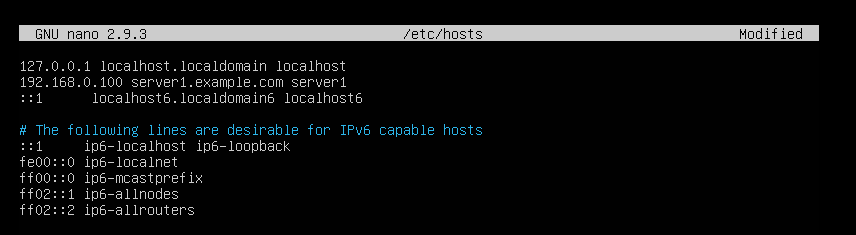 GNU nano 2.9.3 /etc/hosts Modified
127.0.0.1 localhost.localdomain localhost
192.168.0.100 server1.example.com server1
::1 localhost6.localdomain6 localhost6
# The following lines are desirable for IPv6 capable hosts
::1 ip6-localhost ip6-loopback
fe00::0 ip6-localnet
ff00::0 ip6-mcastprefix
ff02::1 ip6-allnodes
ff02::2 ip6-allrouters